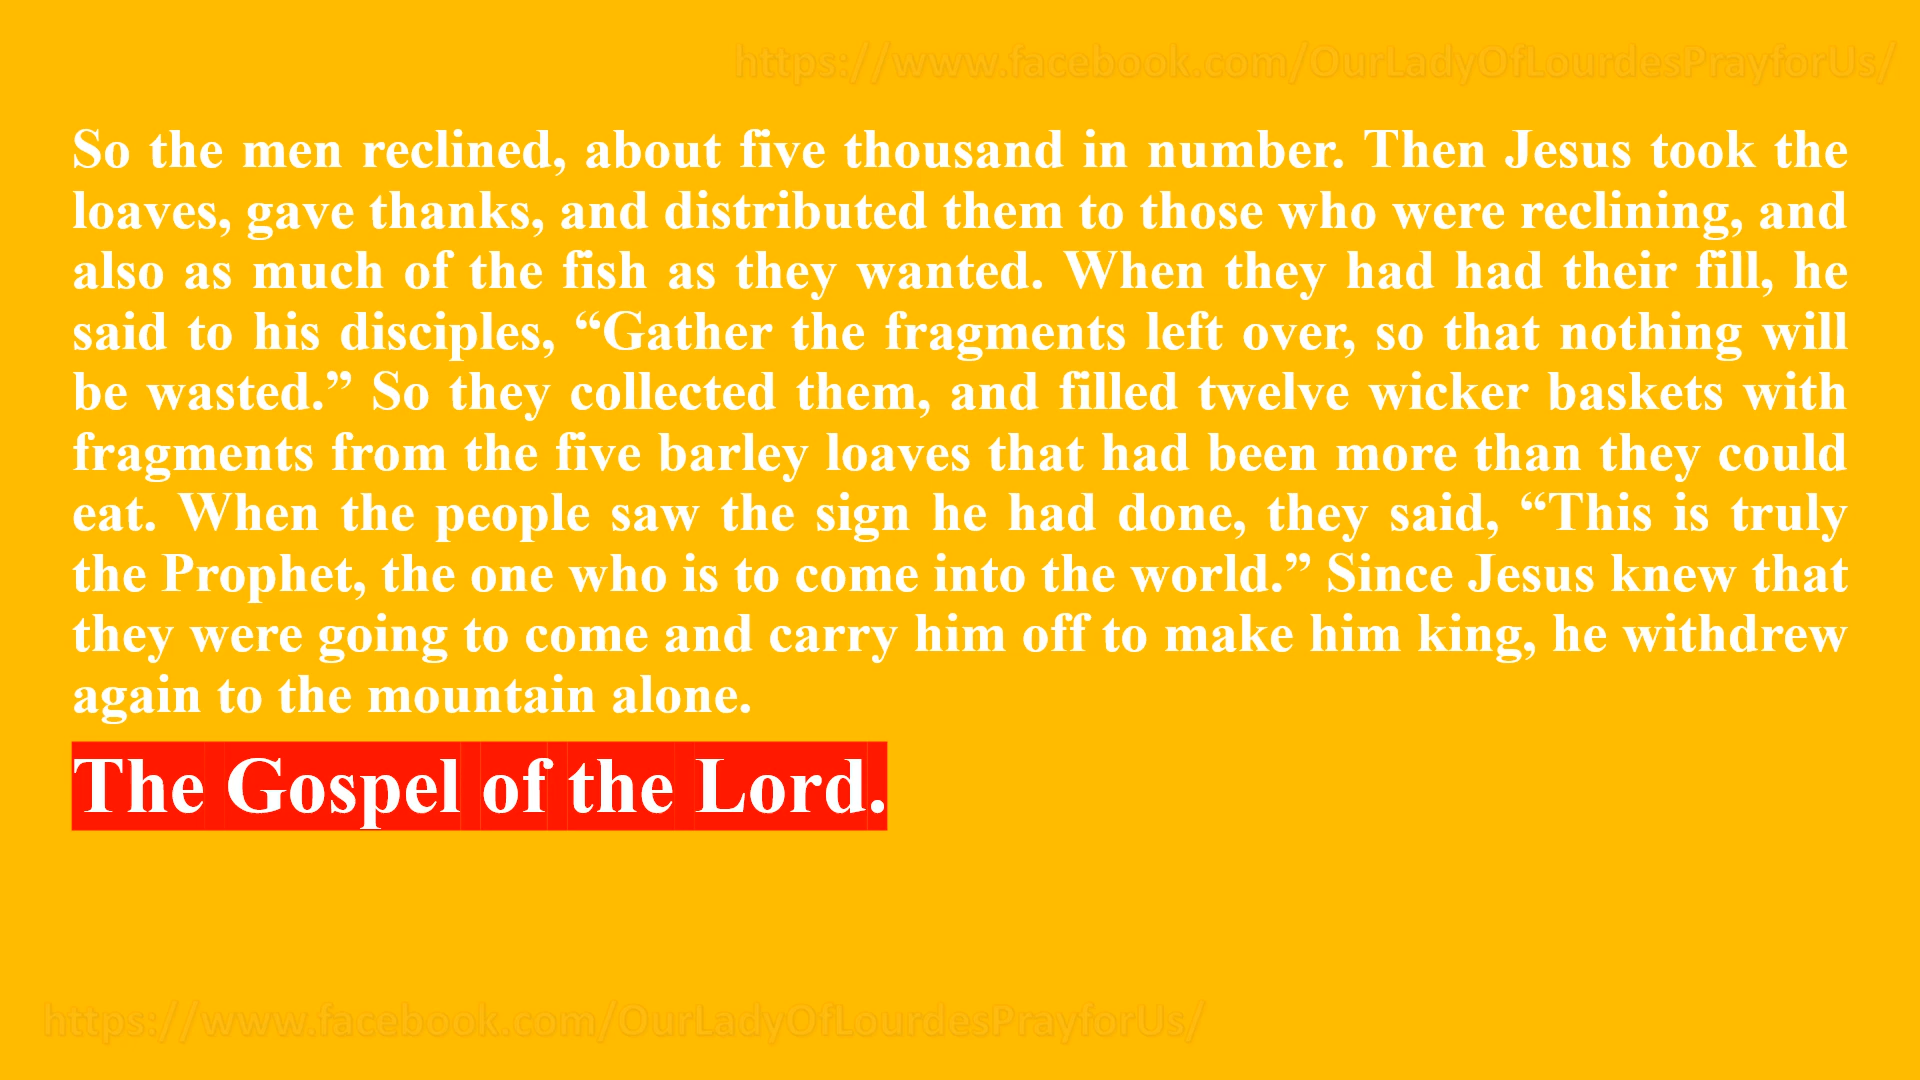 https://www.facebook.com/OurLadyOfLourdesPrayforUs/
So the men reclined, about five thousand in number. Then Jesus took the
loaves, gave thanks, and distributed them to those who were reclining, and
also as much of the fish as they wanted. When they had had their fill, he
said to his disciples, “Gather the fragments left over, so that nothing will
be wasted.” So they collected them, and filled twelve wicker baskets with
fragments from the five barley loaves that had been more than they could
eat. When the people saw the sign he had done, they said, “This is truly
the Prophet, the one who is to come into the world.” Since Jesus knew that
they were going to come and carry him off to make him king, he withdrew
again to the mountain alone.
The Gospel of the Lord.
https://www.facebook.com/OurLadyOfLourdesPrayforUs/